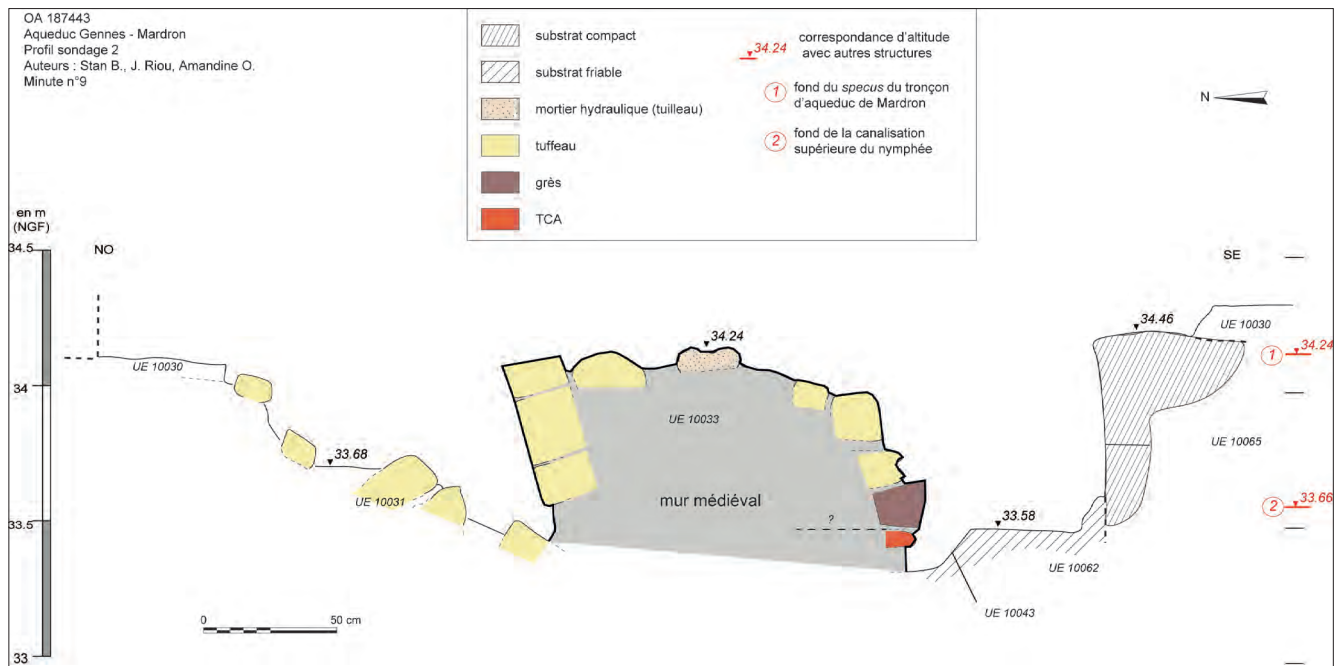 OA 187443
Aqueduc Gennes - Mardron
Profil sondage 2
Auteurs : Stan B., J. Riou, Amandine O.
Minute n°9
substrat compact
substrat friable
mortier hydraulique (tuilleau)
tuffeau
grès
TCA
34.24
correspondance d'altitude
avec autres structures
1
fond du specus du tronçon
d'aqueduc de Mardron
2
fond de la canalisation
supérieure du nymphée
N
en m
(NGF)
34.5
NO
SE
34.46
UE 10030
34.24
UE 10030
1
34.24
34
UE 10033
UE 10065
33.68
UE 10031
mur médiéval
2
33.66
33.5
?
33.58
UE 10062
UE 10043
0
50 cm
33